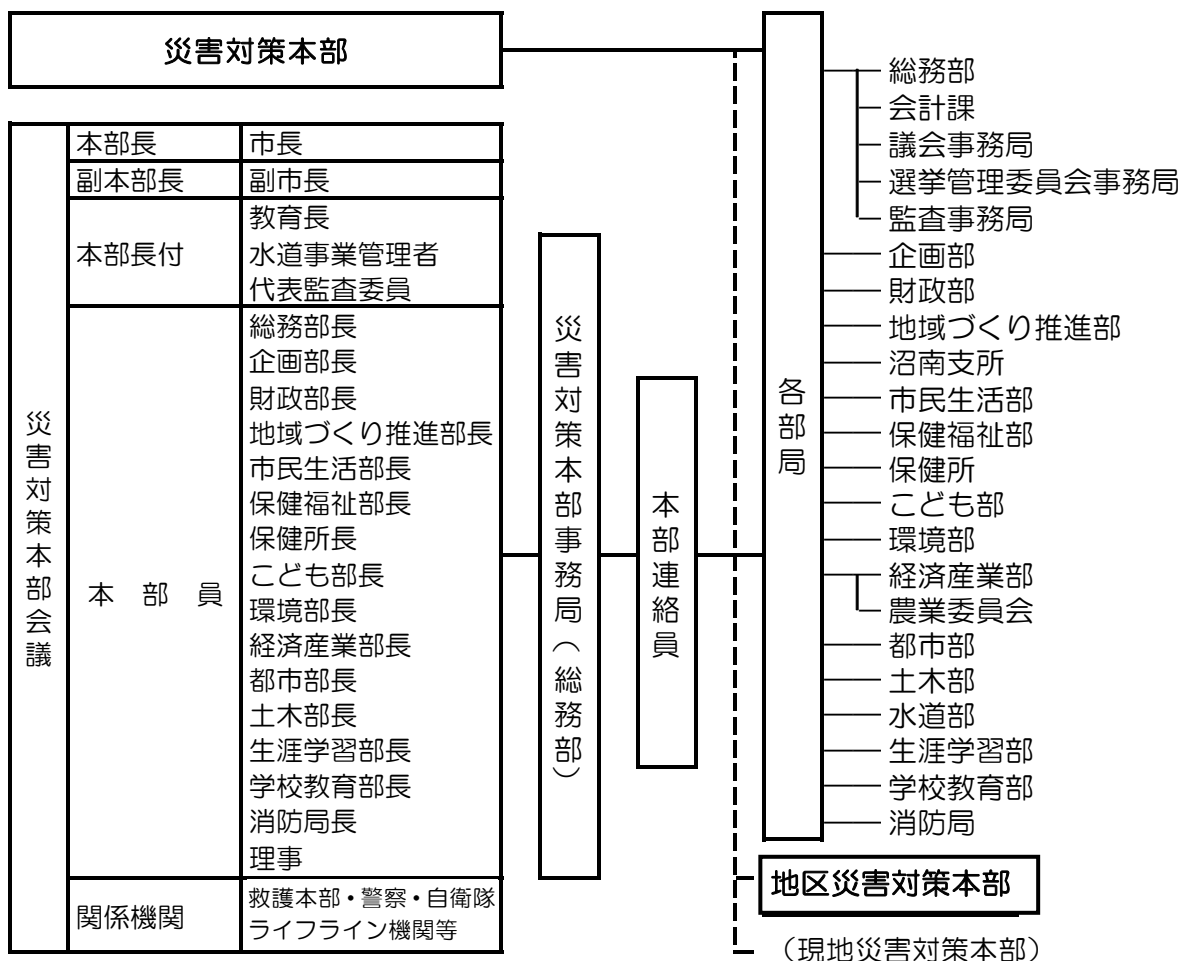 災害対策本部
災害対策本部会議
本部長 市長
副本部長 副市長
本部長付
教育長
水道事業管理者
代表監査委員
本 部 員
総務部長
企画部長
財政部長
地域づくり推進部長
市民生活部長
保健福祉部長
保健所長
こども部長
環境部長
経済産業部長
都市部長
土木部長
生涯学習部長
学校教育部長
消防局長
理事
関係機関
救護本部・警察・自衛隊
ライフライン機関等
災害対策本部事務局（総務部）
本部連絡員
各部局
総務部
会計課
議会事務局
選挙管理委員会事務局
監査事務局
企画部
財政部
地域づくり推進部
沼南支所
市民生活部
保健福祉部
保健所
こども部
環境部
経済産業部
農業委員会
都市部
土木部
水道部
生涯学習部
学校教育部
消防局
地区災害対策本部
（現地災害対策本部）